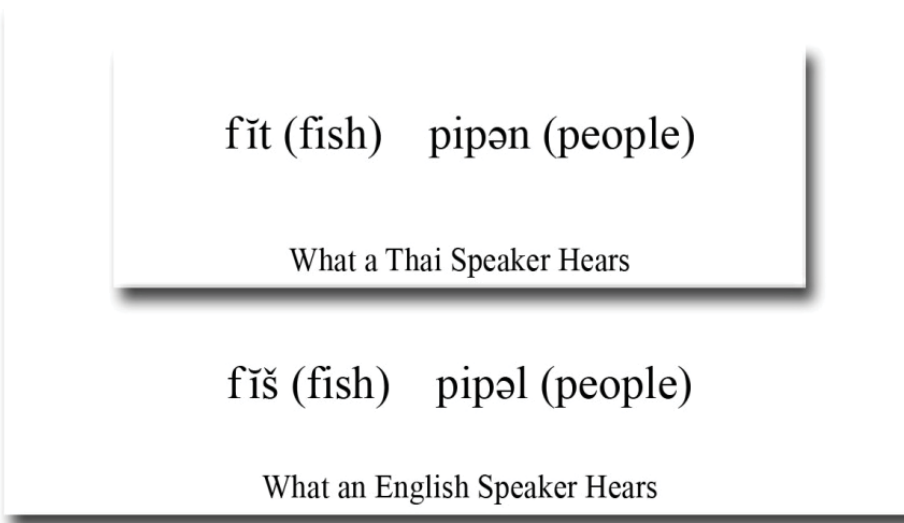 fĭt (fish) pipən (people)
What a Thai Speaker Hears
fĭš (fish) pipəl (people)
What an English Speaker Hears